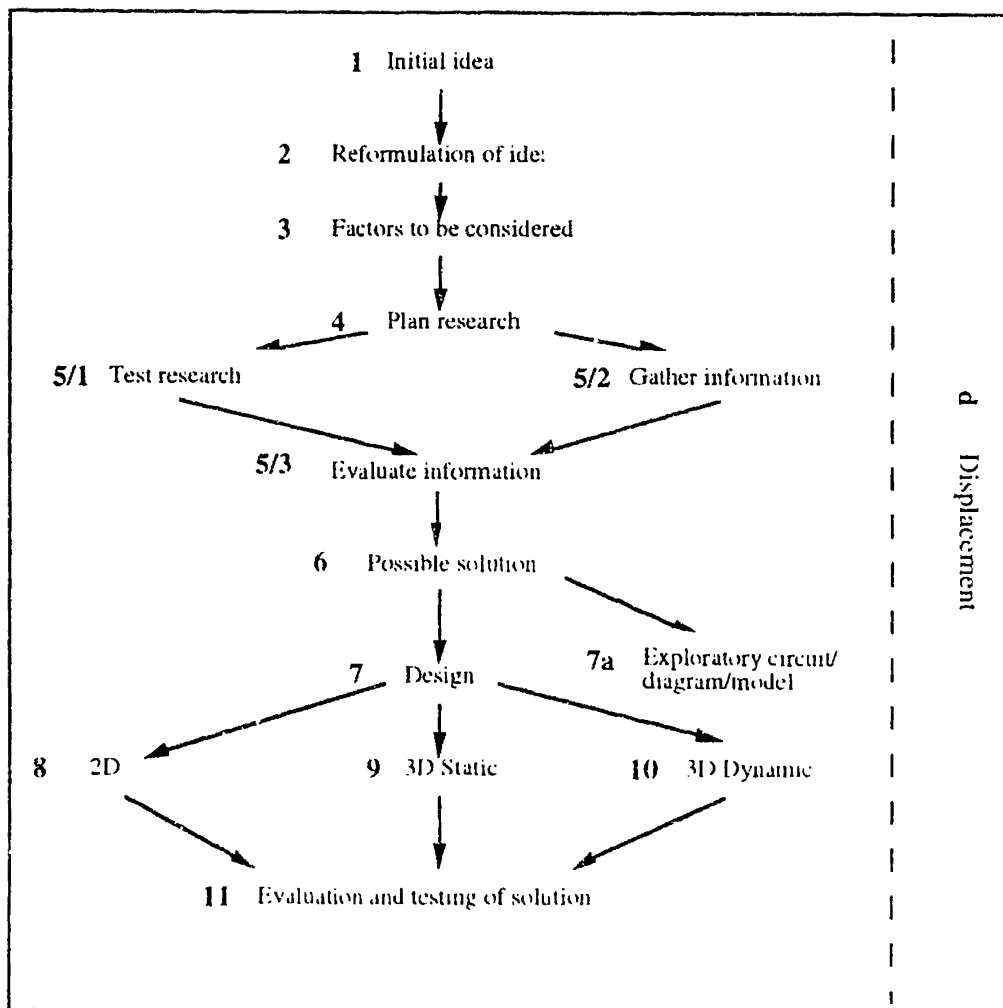 1 Initial idea
2 Reformulation of ide:
3 Factors to be considered
4 Plan research
5/1 Test research
5/2 Gather information
5/3 Evaluate information
6 Possible solution
7 Design
7a Exploratory circuit/
diagram/model
8 2D
9 3D Static
10 3D Dynamic
11 Evaluation and testing of solution
d Displacement